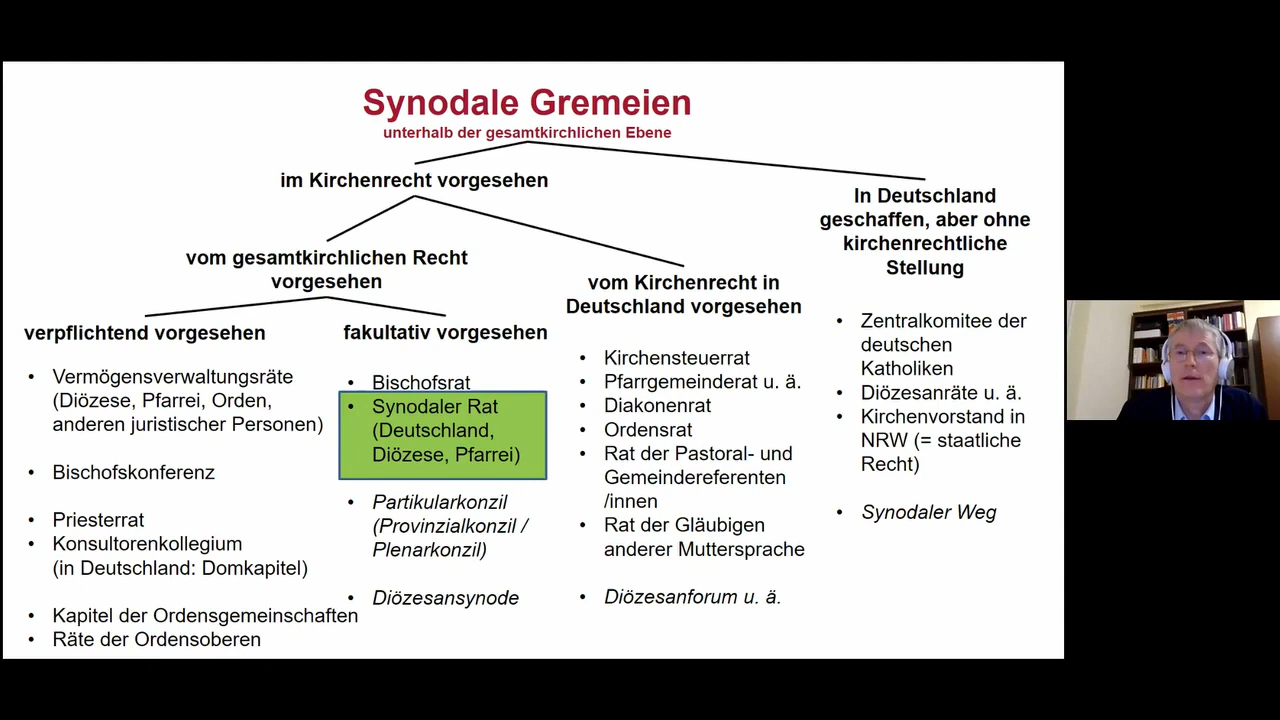 Synodale Gremeien
unterhalb der gesamtkirchlichen Ebene
im Kirchenrecht vorgesehen
In Deutschland
geschaffen, aber ohne
kirchenrechtliche
Stellung
vom gesamtkirchlichen Recht
vorgesehen
vom Kirchenrecht in
Deutschland vorgesehen
verpflichtend vorgesehen
• Vermögensverwaltungsräte
(Diözese, Pfarrei, Orden,
anderen juristischer Personen)
• Bischofskonferenz
• Priesterrat
• Konsultorenkollegium
(in Deutschland: Domkapitel)
• Kapitel der Ordensgemeinschaften
• Räte der Ordensoberen
fakultativ vorgesehen
• Bischofsrat
• Synodaler Rat
(Deutschland,
Diözese, Pfarrei)
• Partikularkonzil
(Provinzialkonzil /
Plenarkonzil)
• Diözesansynode
• Kirchensteuerrat
• Pfarrgemeinderat u. ä.
• Diakonenrat
• Ordensrat
• Rat der Pastoral- und
Gemeindereferenten
/innen
• Rat der Gläubigen
anderer Muttersprache
• Diözesanforum u. ä.
• Zentralkomitee der
deutschen
Katholiken
• Diözesanräte u. ä.
• Kirchenvorstand in
NRW (= staatliche
Recht)
• Synodaler Weg